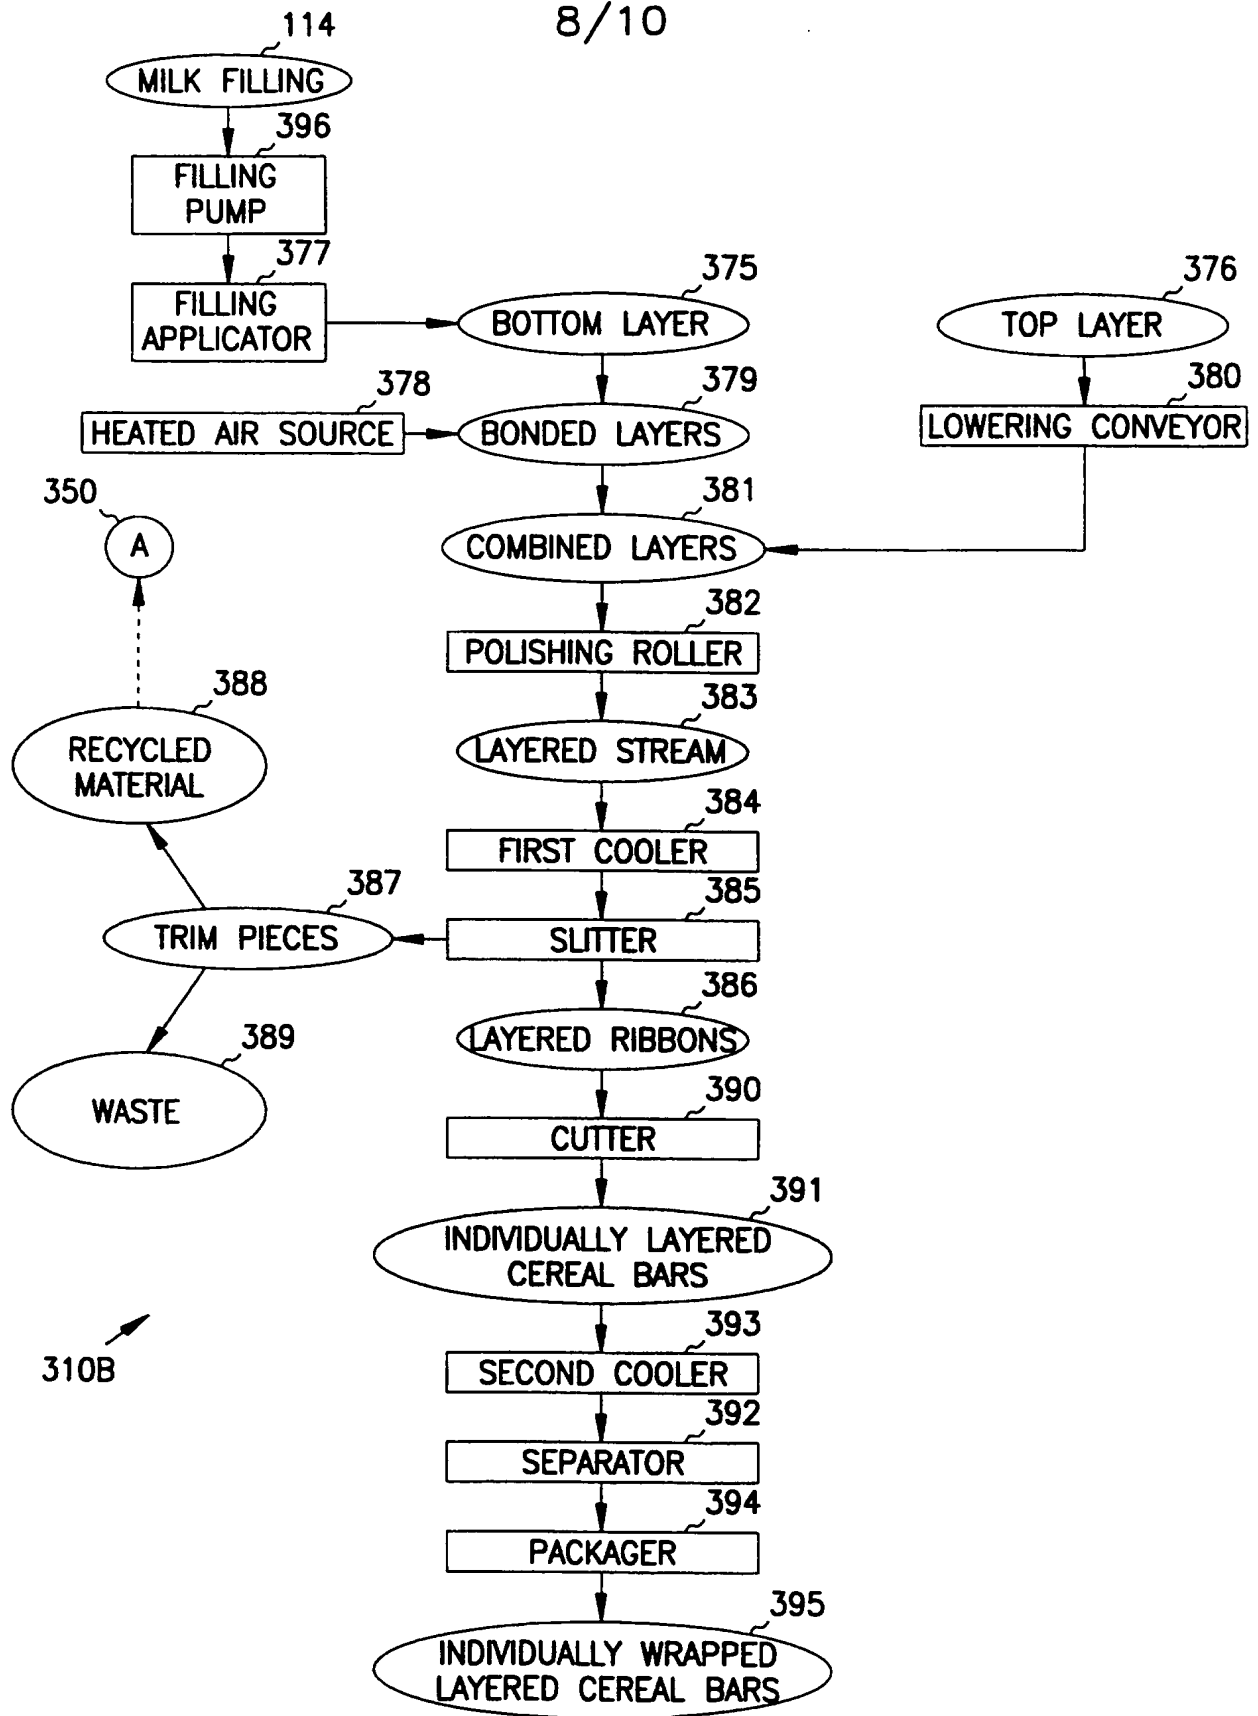 8/10
114
MILK FILLING
396
FILLING
PUMP
377
FILLING
APPLICATOR
375
BOTTOM LAYER
376
TOP LAYER
378
HEATED AIR SOURCE
379
BONDED LAYERS
380
LOWERING CONVEYOR
350
A
381
COMBINED LAYERS
382
POLISHING ROLLER
388
RECYCLED
MATERIAL
383
LAYERED STREAM
384
FIRST COOLER
387
TRIM PIECES
385
SLITTER
386
LAYERED RIBBONS
389
WASTE
390
CUTTER
391
INDIVIDUALLY LAYERED
CEREAL BARS
310B
393
SECOND COOLER
392
SEPARATOR
394
PACKAGER
395
INDIVIDUALLY WRAPPED
LAYERED CEREAL BARS